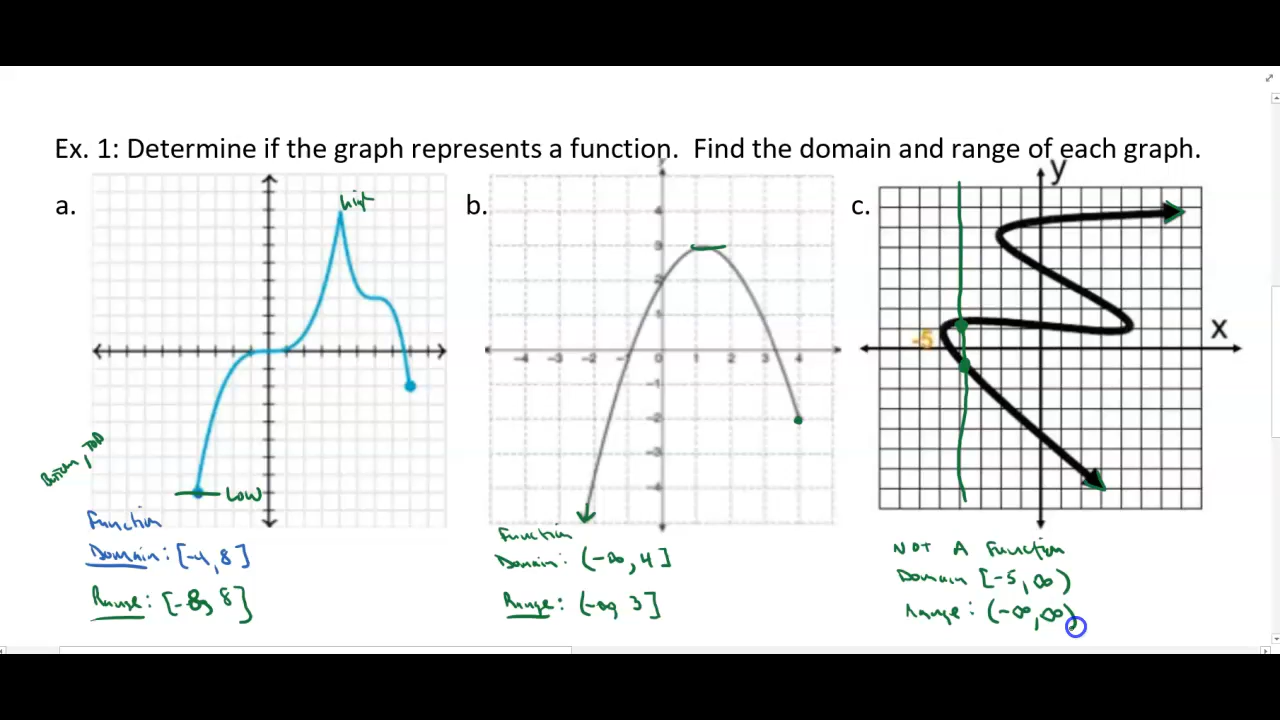 Ex. 1: Determine if the graph represents a function. Find the domain and range of each graph.
a.
b.
c.
Bottom, TOP
LOW
Function
Domain: [-4, 8]
Range: [-8, 8]
y
4
3
2
1
-4 -3 -2 -1 0 1 2 3 4
-1
-2
-3
-4
Function
Domain: (-∞, 4]
Range: (-∞, 3]
y
x
-5
NOT A Function
Domain [-5, ∞)
Range: (-∞, ∞)